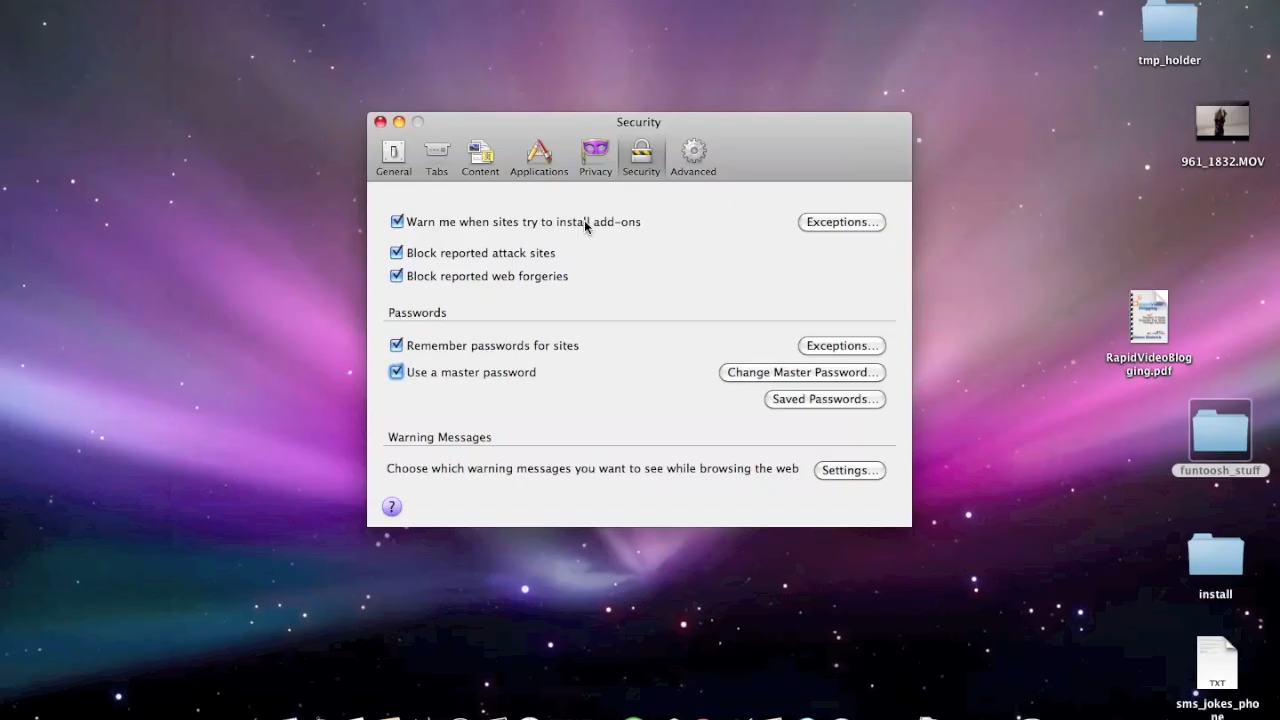 tmp_holder
961_1832.MOV
Security
General Tabs Content Applications Privacy Security Advanced
Warn me when sites try to install add-ons Exceptions...
Block reported attack sites
Block reported web forgeries
Passwords
Remember passwords for sites Exceptions...
Use a master password Change Master Password...
Saved Passwords...
Warning Messages
Choose which warning messages you want to see while browsing the web Settings...
?
RapidVideoBlog
ging.pdf
funtoosh_stuff
install
TXT
sms_jokes_pho
ne